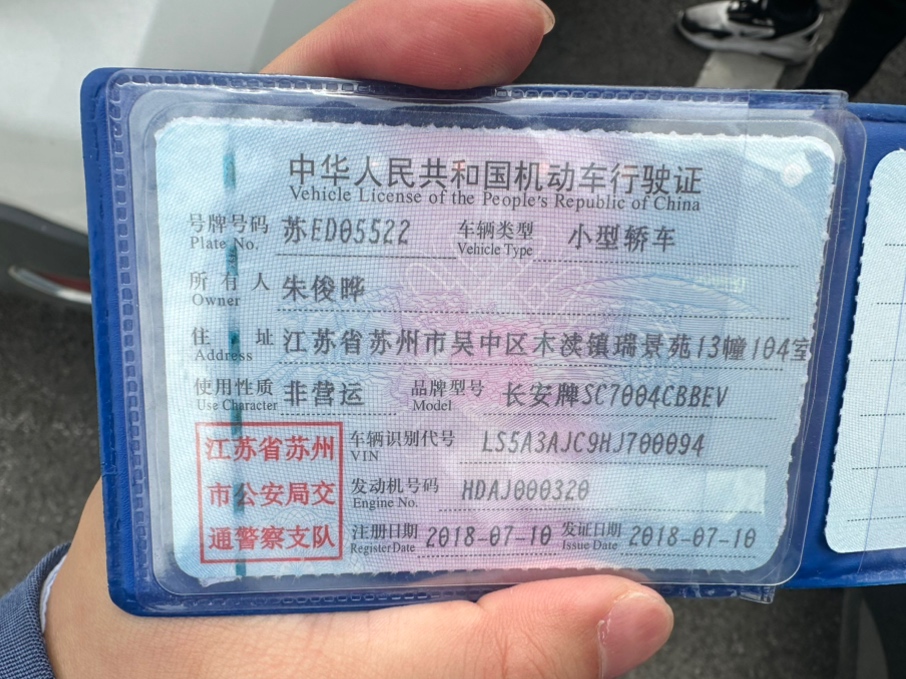 中华人民共和国机动车行驶证
Vehicle License of the People's Republic of China
号牌号码 苏ED05522 车辆类型 小型轿车
Plate No. Vehicle Type
所有人 朱俊晔
Owner
住址 江苏省苏州市吴中区木渎镇瑞景苑13幢104室
Address
使用性质 非营运 品牌型号 长安牌SC7004CBBEV
Use Character Model
江苏省苏州
市公安局交
通警察支队
车辆识别代号 LS5A3AJC9HJ700094
VIN
发动机号码 HDAJ000320
Engine No.
注册日期 2018-07-10 发证日期 2018-07-10
Register Date Issue Date